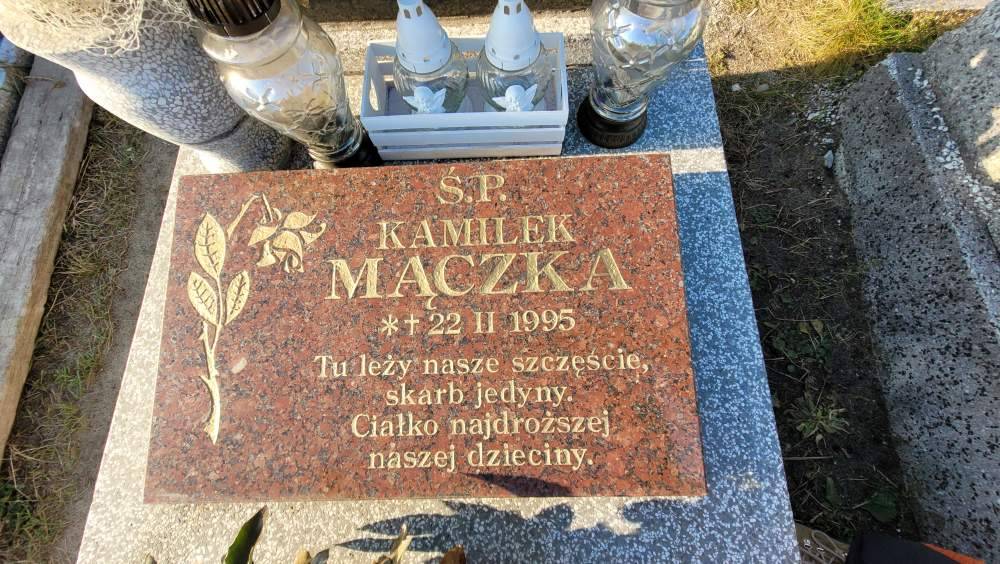 Ś.P.
KAMILEK
MĄCZKA
*† 22 II 1995
Tu leży nasze szczęście,
skarb jedyny.
Ciałko najdroższej
naszej dzieciny.